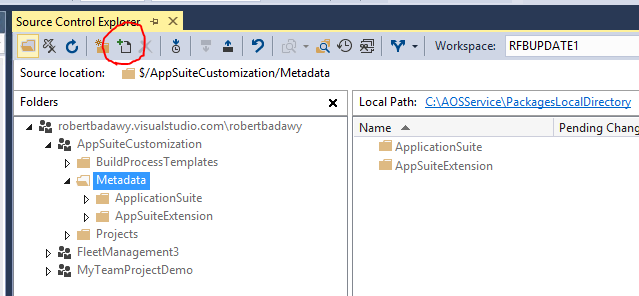 Source Control Explorer
Workspace: RFBUPDATE1
Source location: $/AppSuiteCustomization/Metadata
Folders
Local Path: C:\AOSService\PackagesLocalDirectory
robertbadawy.visualstudio.com\robertbadawy
AppSuiteCustomization
BuildProcessTemplates
Metadata
ApplicationSuite
AppSuiteExtension
Projects
FleetManagement3
MyTeamProjectDemo
Name Pending Chang
ApplicationSuite
AppSuiteExtension